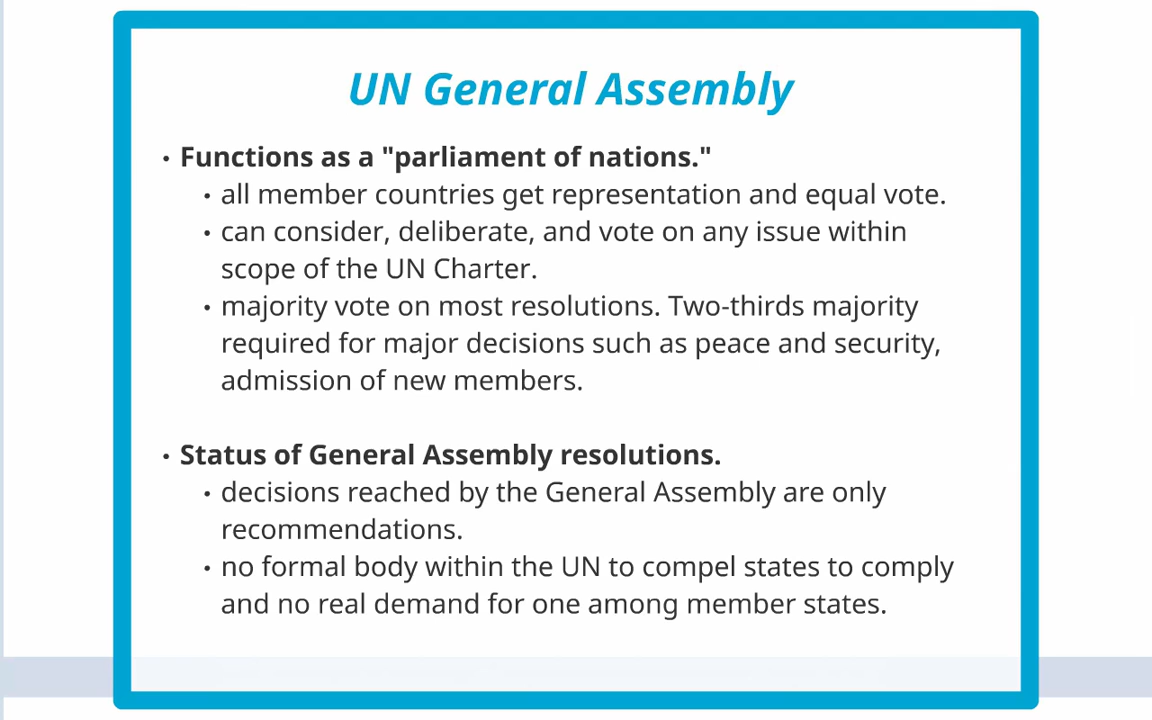 UN General Assembly
• Functions as a "parliament of nations."
• all member countries get representation and equal vote.
• can consider, deliberate, and vote on any issue within
scope of the UN Charter.
• majority vote on most resolutions. Two-thirds majority
required for major decisions such as peace and security,
admission of new members.
• Status of General Assembly resolutions.
• decisions reached by the General Assembly are only
recommendations.
• no formal body within the UN to compel states to comply
and no real demand for one among member states.